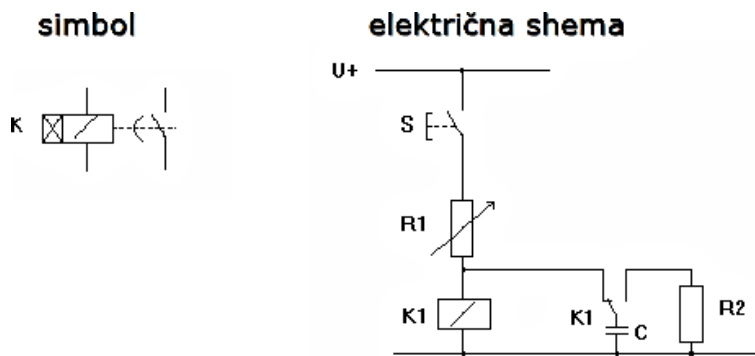 simbol
električna shema
U+
K
S
R1
K1
K1
C
R2